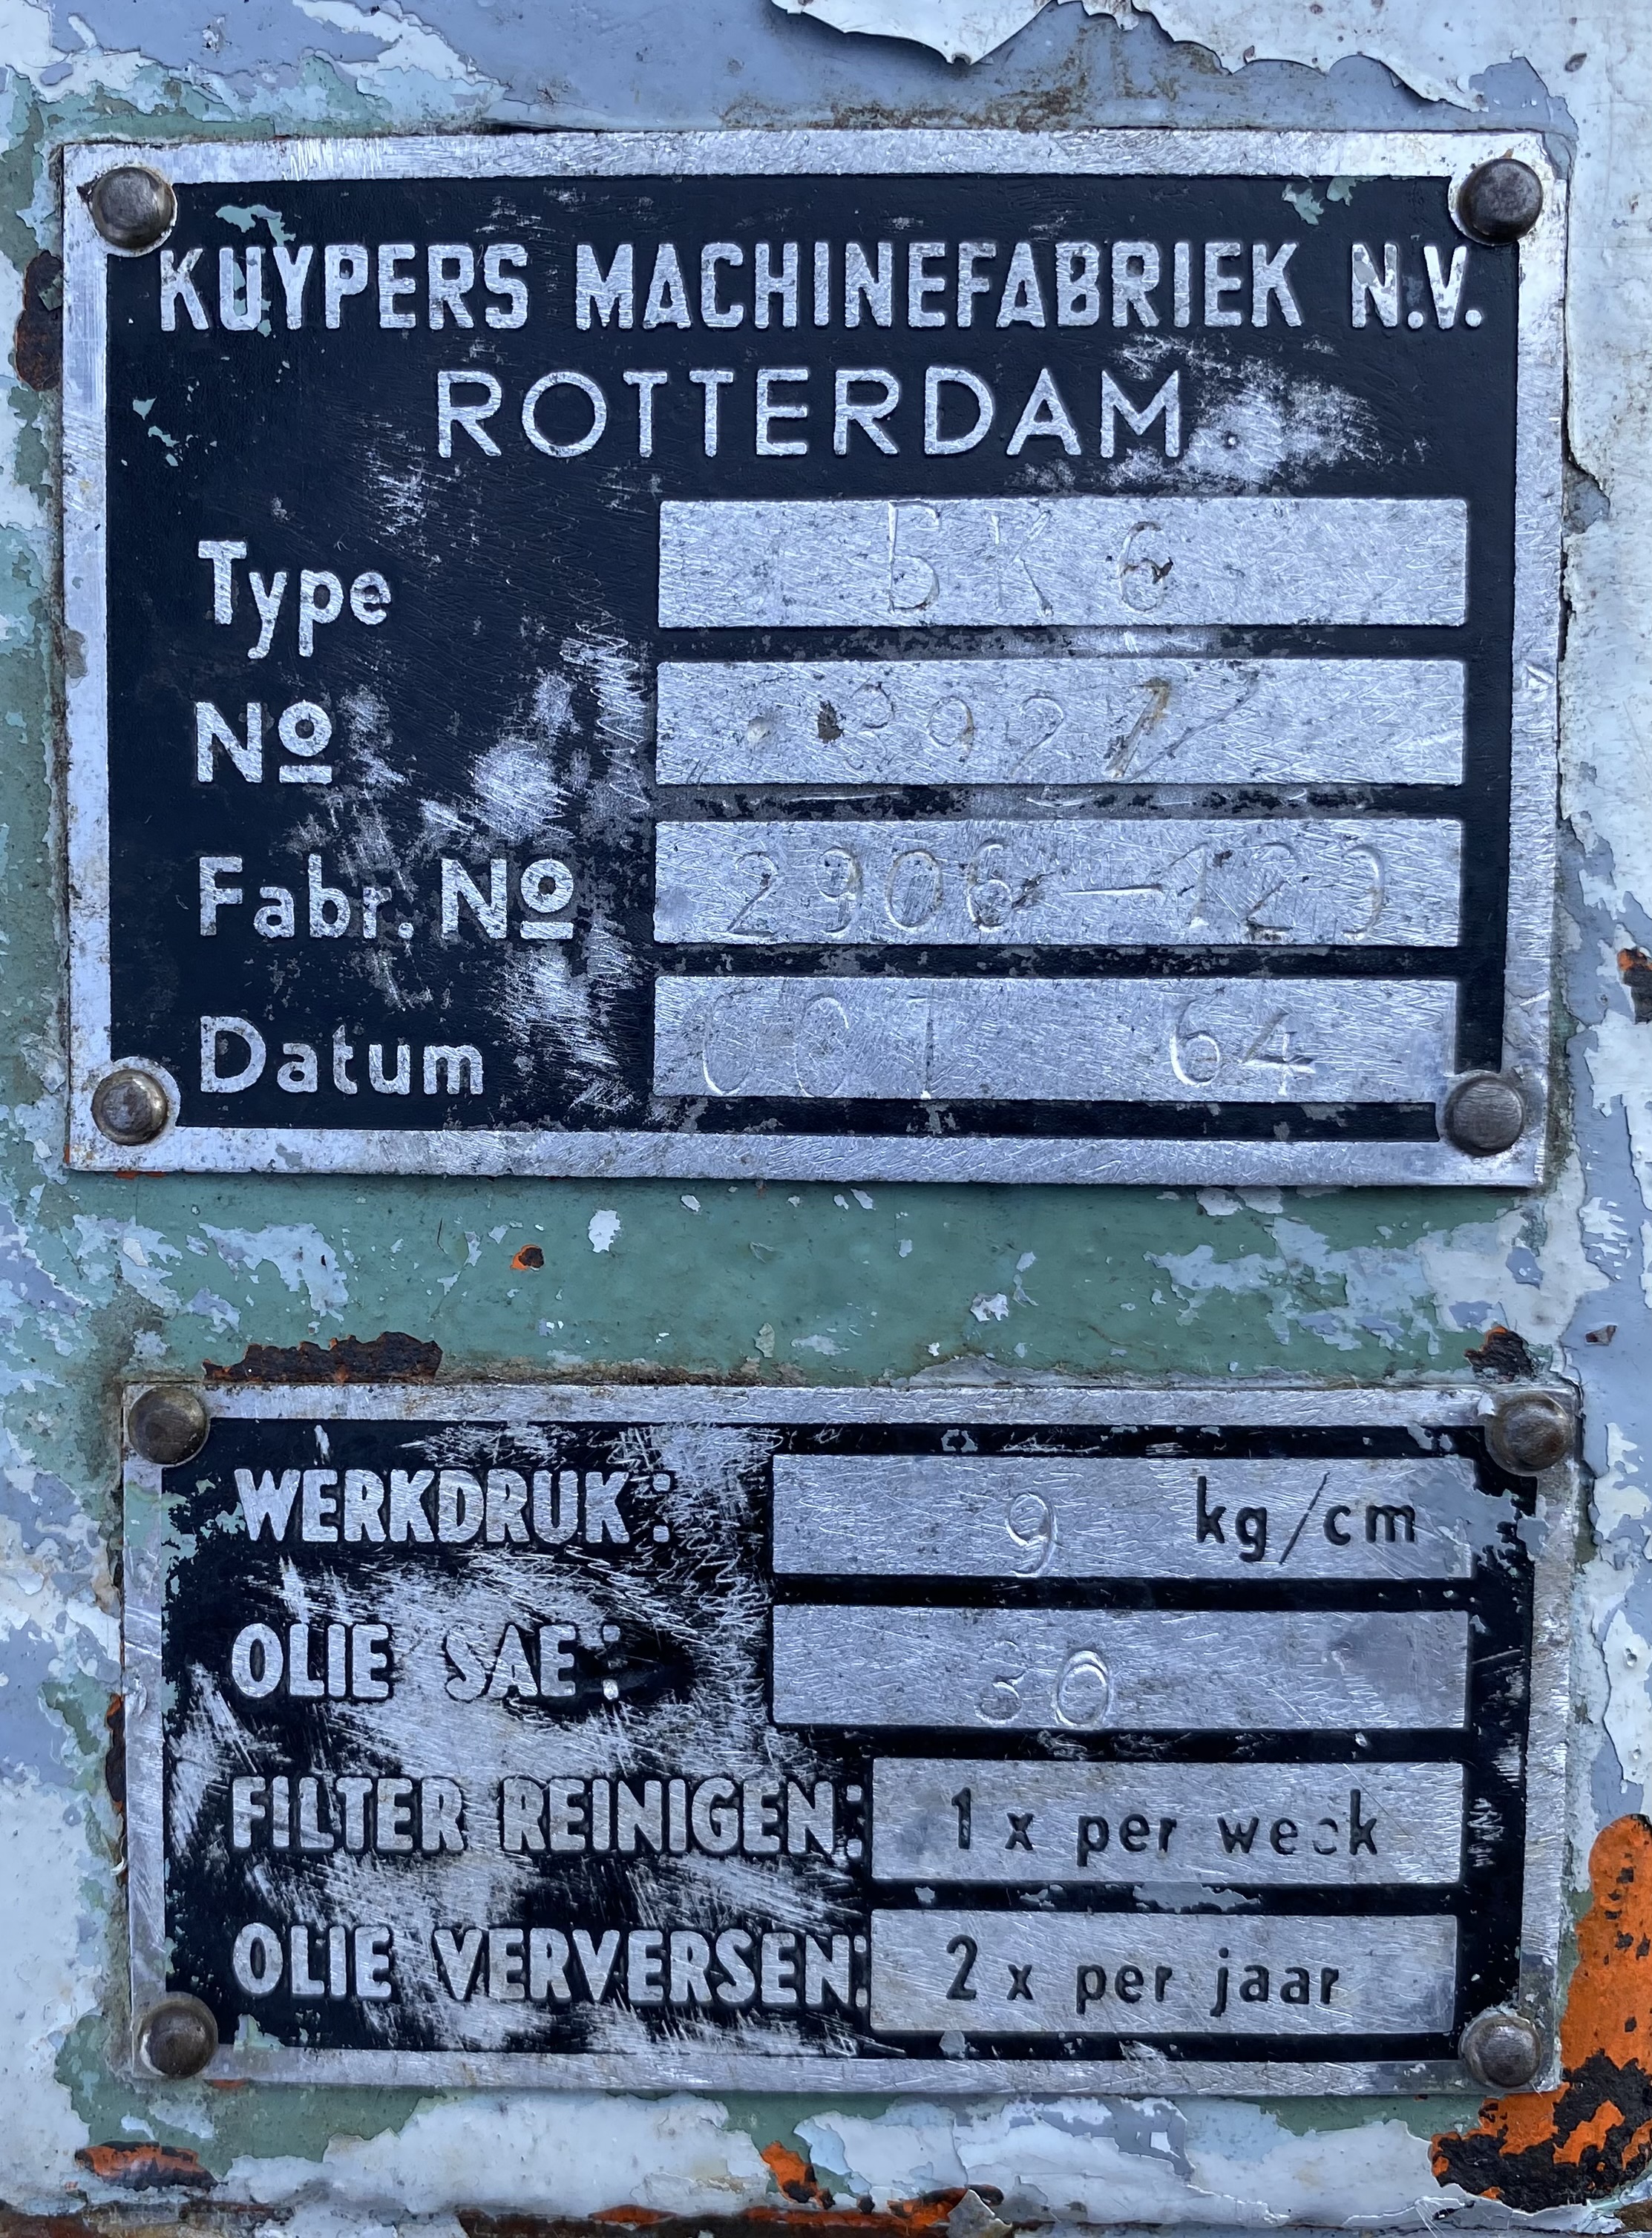 KUYPERS MACHINEFABRIEK N.V.
ROTTERDAM
Type BK 6
No
Fabr. No 2906-120
Datum 64
WERKDRUK: 9 kg/cm
OLIE SAE: 30
FILTER REINIGEN: 1 x per week
OLIE VERVERSEN: 2 x per jaar